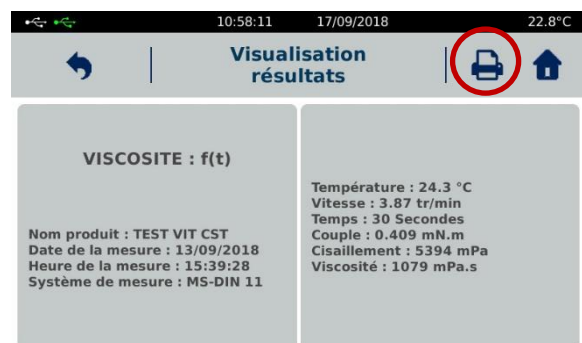 10:58:11 17/09/2018 22.8°C
Visualisation
résultats
VISCOSITE : f(t)
Nom produit : TEST VIT CST
Date de la mesure : 13/09/2018
Heure de la mesure : 15:39:28
Système de mesure : MS-DIN 11
Température : 24.3 °C
Vitesse : 3.87 tr/min
Temps : 30 Secondes
Couple : 0.409 mN.m
Cisaillement : 5394 mPa
Viscosité : 1079 mPa.s